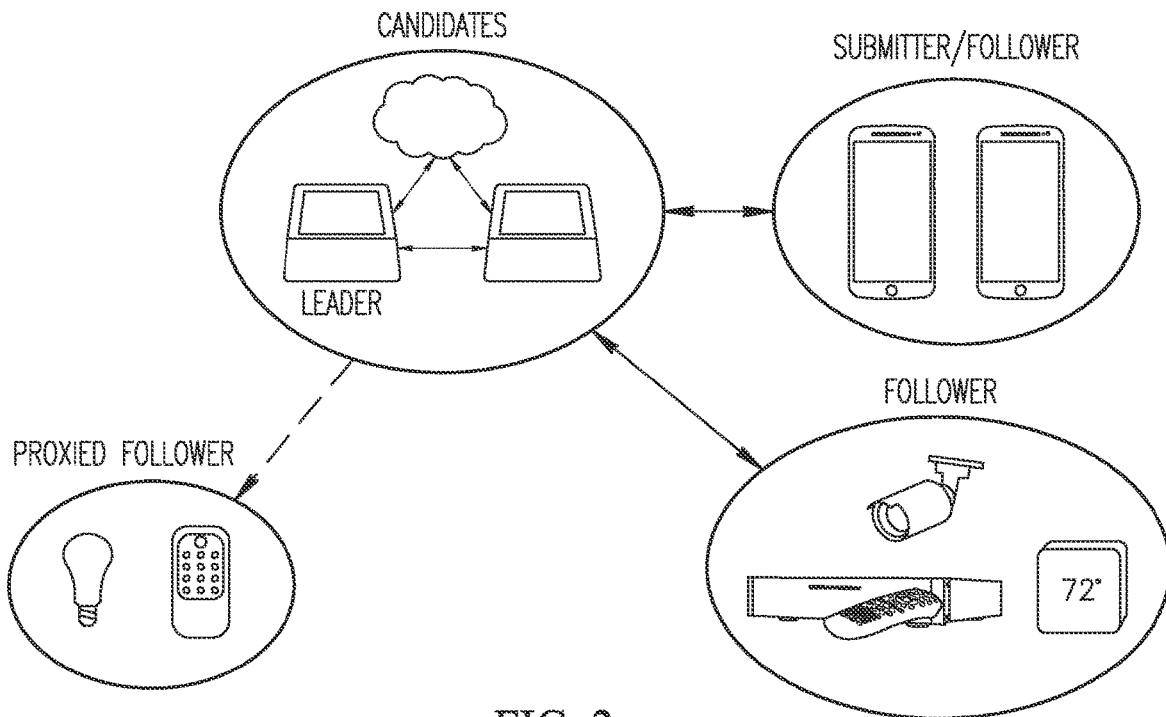 CANDIDATES
SUBMITTER/FOLLOWER
LEADER
FOLLOWER
PROXIED FOLLOWER
72°